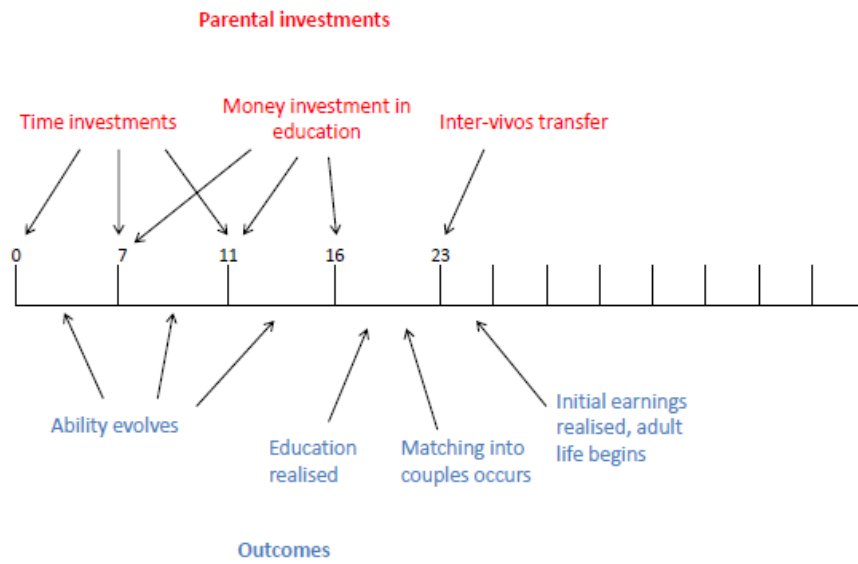 Parental investments
Time investments
Money investment in
education
Inter-vivos transfer
0
7
11
16
23
Ability evolves
Education
realised
Matching into
couples occurs
Initial earnings
realised, adult
life begins
Outcomes